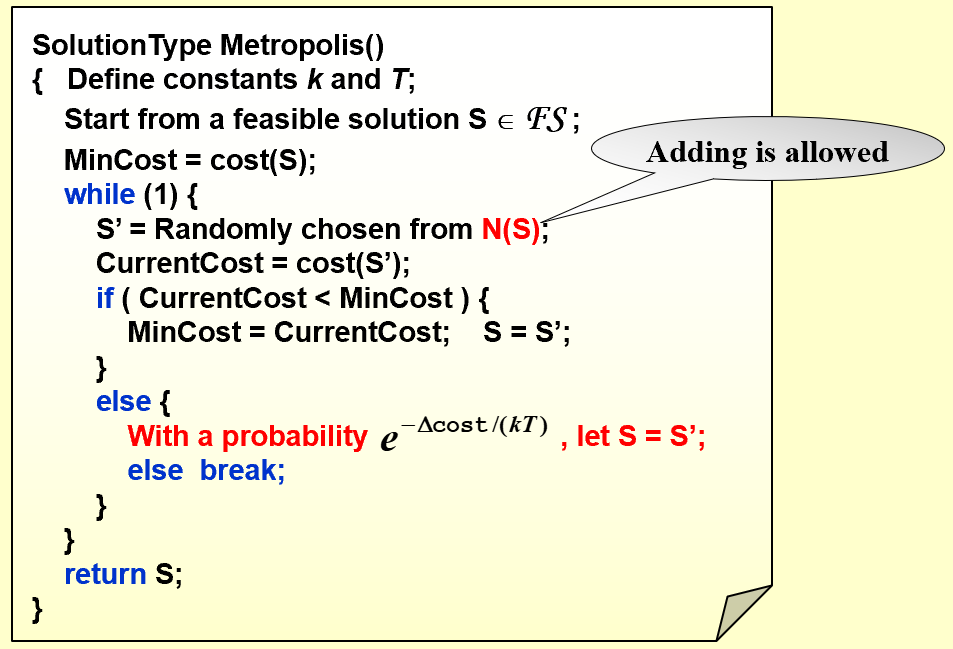 SolutionType Metropolis()
{ Define constants k and T;
Start from a feasible solution S ∈ ℱ𝒮 ;
MinCost = cost(S);
Adding is allowed
while (1) {
S’ = Randomly chosen from N(S);
CurrentCost = cost(S’);
if ( CurrentCost < MinCost ) {
MinCost = CurrentCost; S = S’;
}
else {
With a probability e^{−Δcost/(kT)} , let S = S’;
else break;
}
}
return S;
}